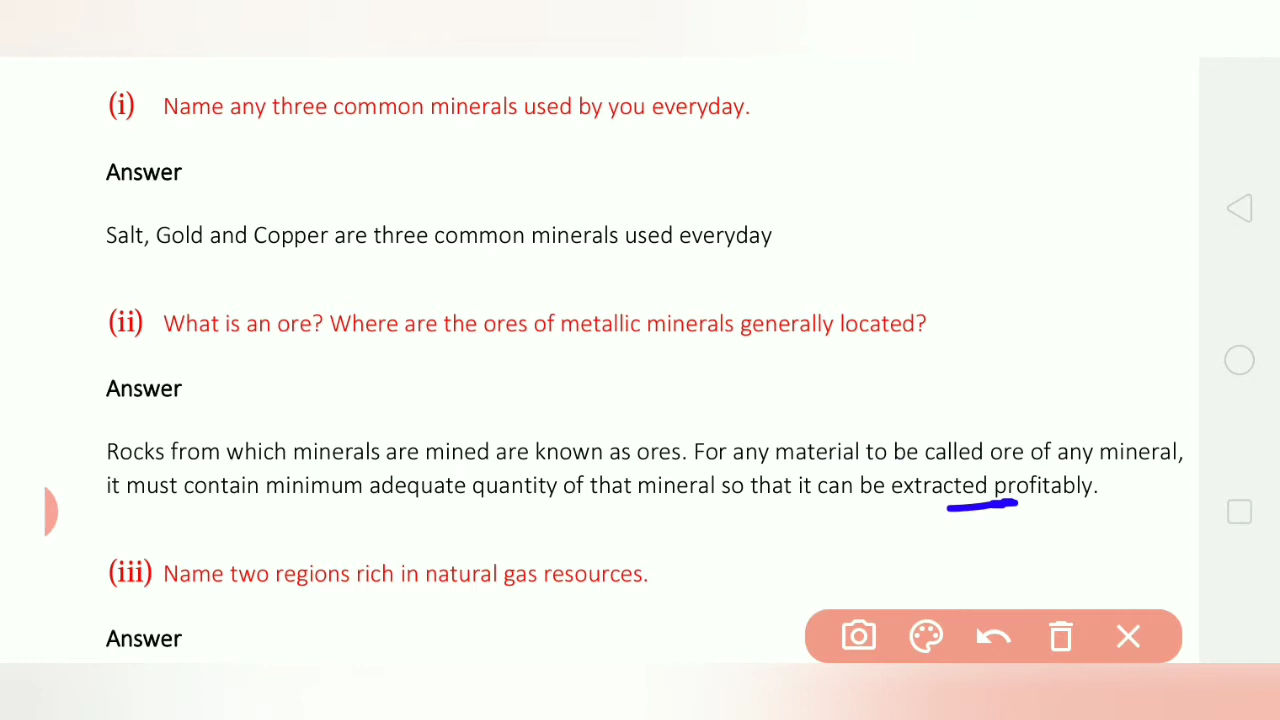 (i) Name any three common minerals used by you everyday.
Answer
Salt, Gold and Copper are three common minerals used everyday
(ii) What is an ore? Where are the ores of metallic minerals generally located?
Answer
Rocks from which minerals are mined are known as ores. For any material to be called ore of any mineral,
it must contain minimum adequate quantity of that mineral so that it can be extracted profitably.
(iii) Name two regions rich in natural gas resources.
Answer